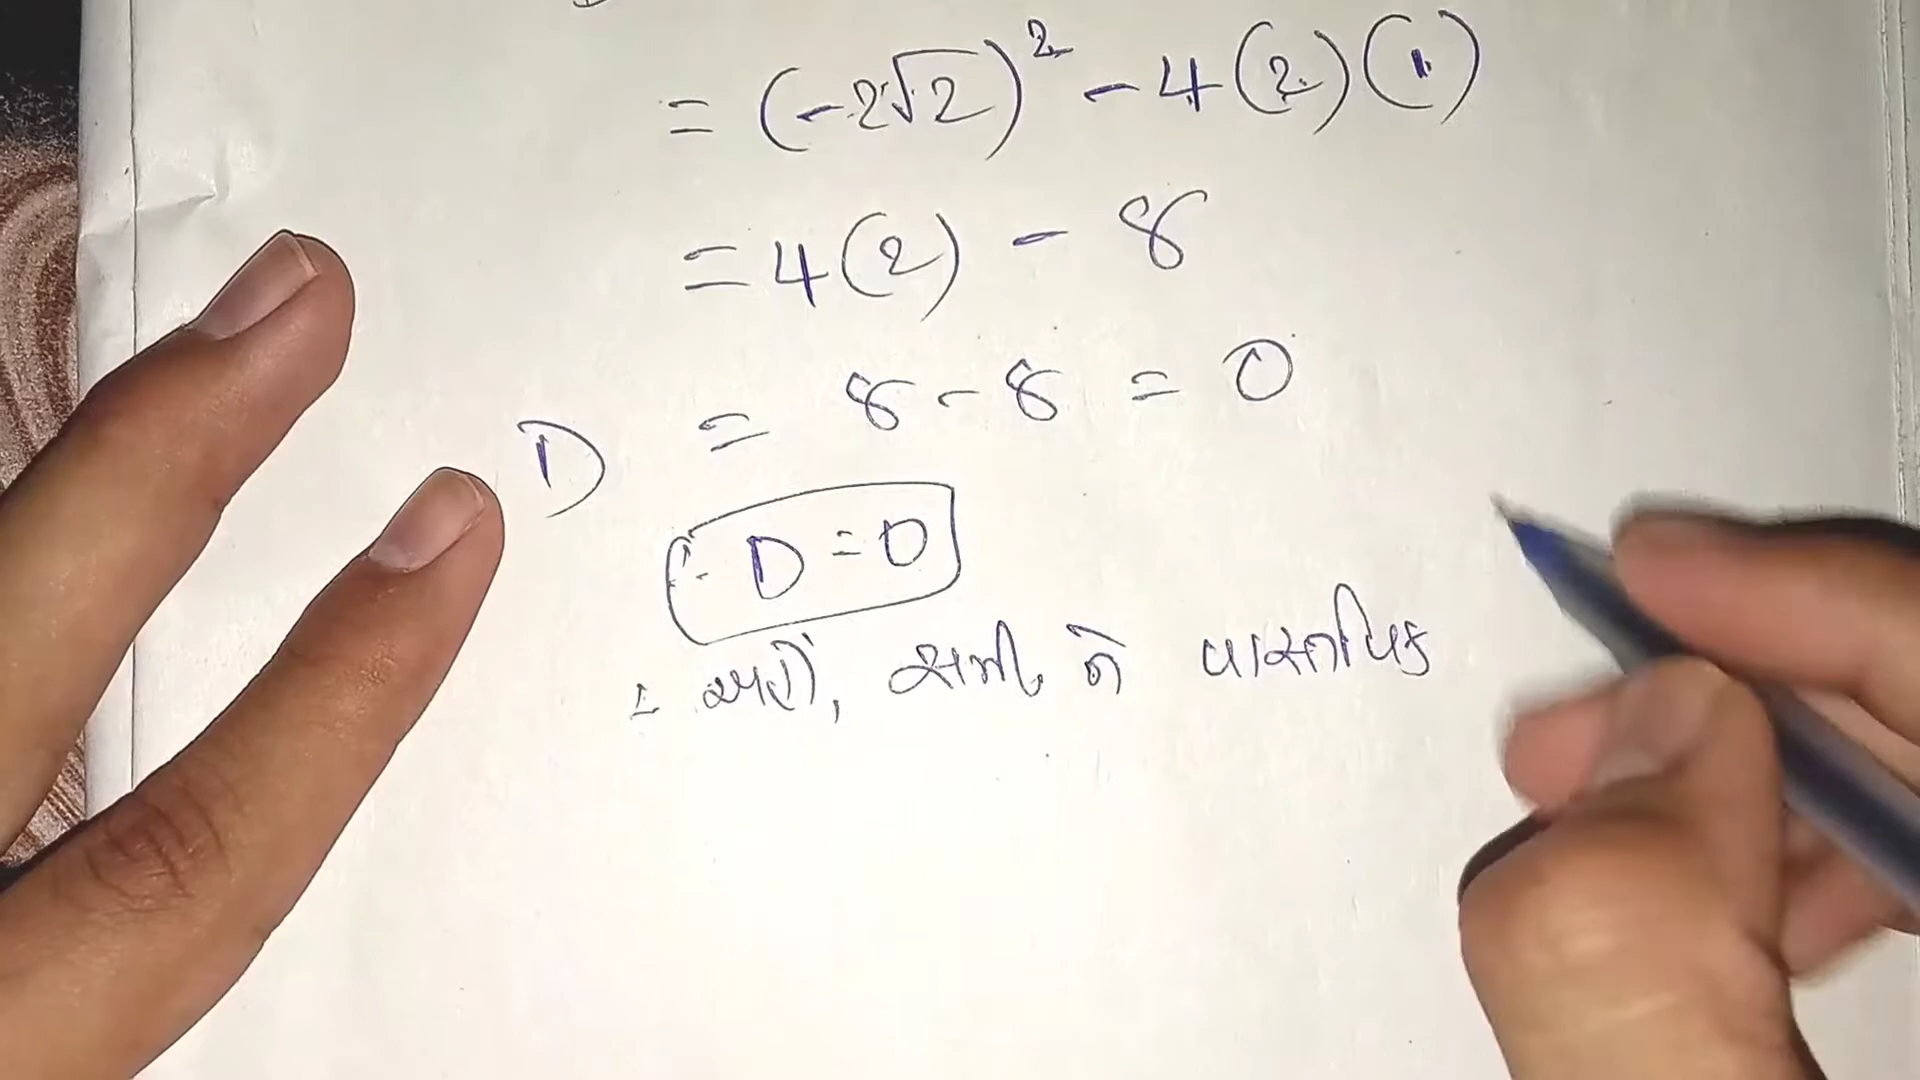 = (-2√2)² - 4(2)(1)
= 4(2) - 8
D = 8 - 8 = 0
∴ D = 0
∴ અહીં, સમી. ને વાસ્તવિક